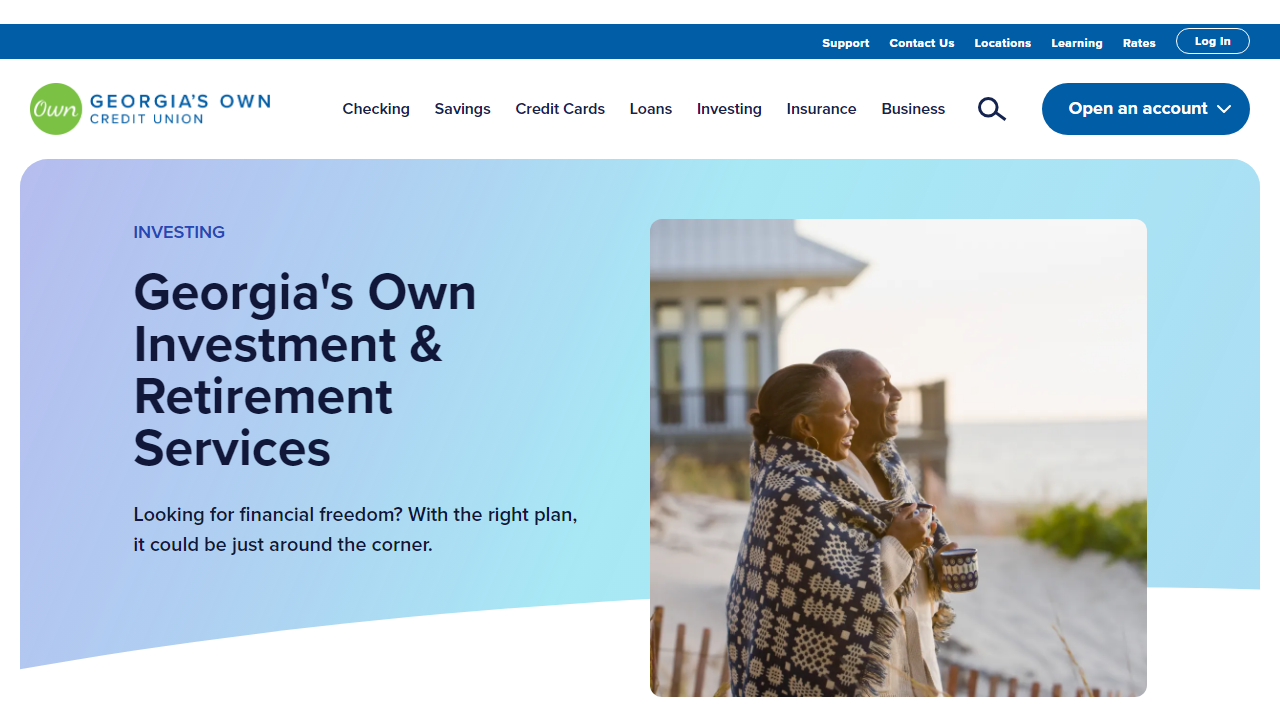 Support Contact Us Locations Learning Rates Log In
Own GEORGIA'S OWN
CREDIT UNION
Checking Savings Credit Cards Loans Investing Insurance Business Open an account
INVESTING
Georgia's Own
Investment &
Retirement
Services
Looking for financial freedom? With the right plan,
it could be just around the corner.